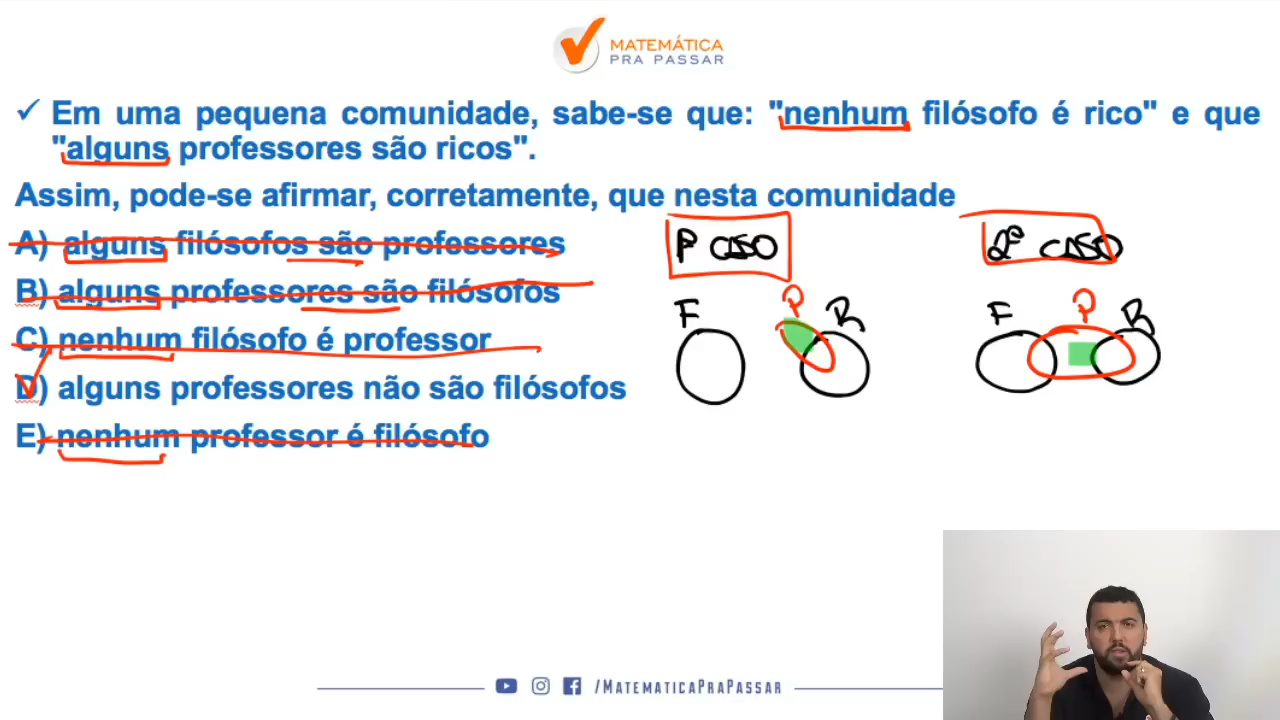 MATEMÁTICA
PRA PASSAR
✓ Em uma pequena comunidade, sabe-se que: "nenhum filósofo é rico" e que
"alguns professores são ricos".
Assim, pode-se afirmar, corretamente, que nesta comunidade
A) alguns filósofos são professores
B) alguns professores são filósofos
C) nenhum filósofo é professor
D) alguns professores não são filósofos
E) nenhum professor é filósofo
1º CASO
2º CASO
F P R
F P R
/MATEMATICAPRAPASSAR